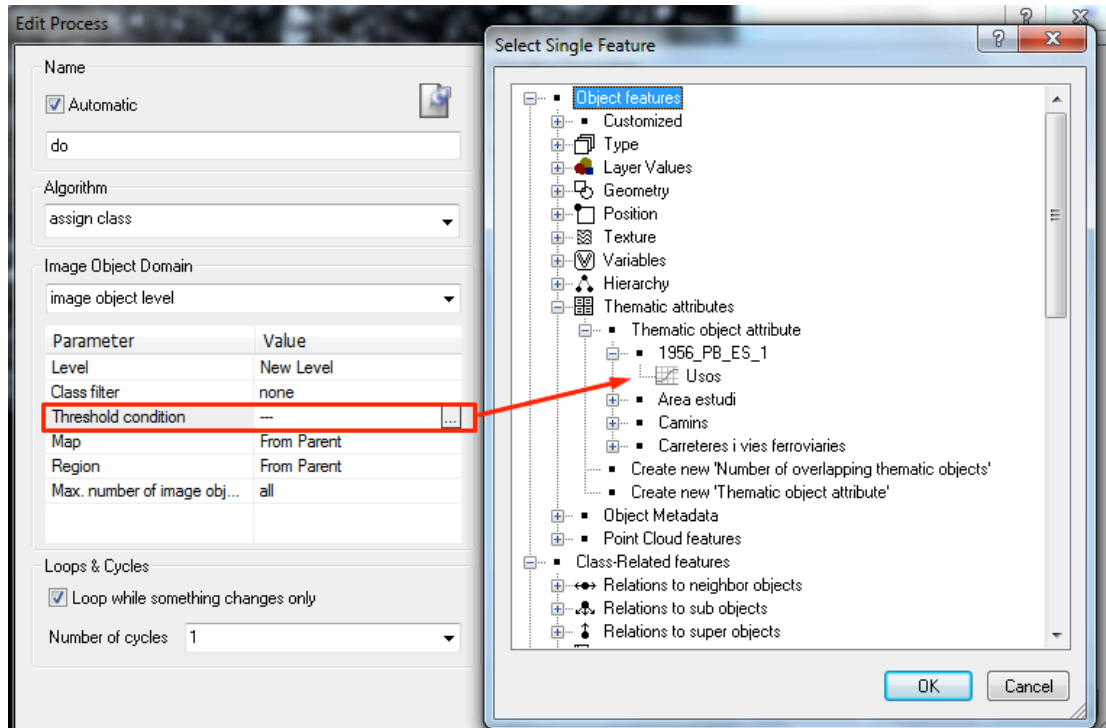 Edit Process
Name
Automatic
do
Algorithm
assign class
Image Object Domain
image object level
Parameter Value
Level New Level
Class filter none
Threshold condition ---
...
Map From Parent
Region From Parent
Max. number of image obj... all
Loops & Cycles
Loop while something changes only
Number of cycles 1
Select Single Feature
Object features
Customized
Type
Layer Values
Geometry
Position
Texture
Variables
Hierarchy
Thematic attributes
Thematic object attribute
1956_PB_ES_1
Usos
Area estudi
Camins
Carreteres i vies ferroviaries
Create new 'Number of overlapping thematic objects'
Create new 'Thematic object attribute'
Object Metadata
Point Cloud features
Class-Related features
Relations to neighbor objects
Relations to sub objects
Relations to super objects
OK Cancel